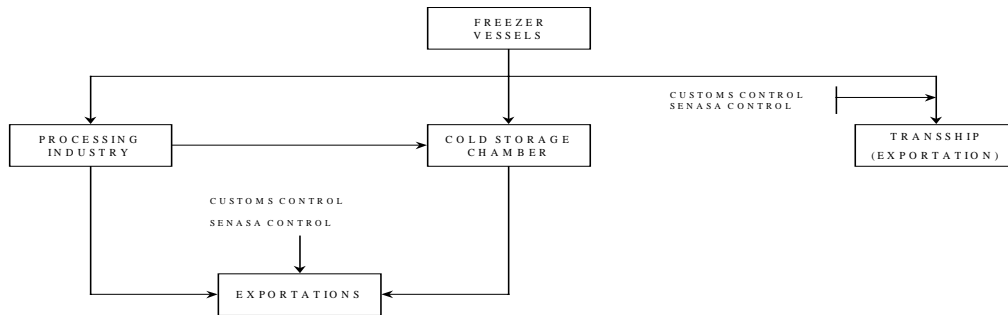 FREEZER
VESSELS
CUSTOMS CONTROL
SENASA CONTROL
PROCESSING
INDUSTRY
COLD STORAGE
CHAMBER
TRANSSHIP
(EXPORTATION)
CUSTOMS CONTROL
SENASA CONTROL
EXPORTATIONS